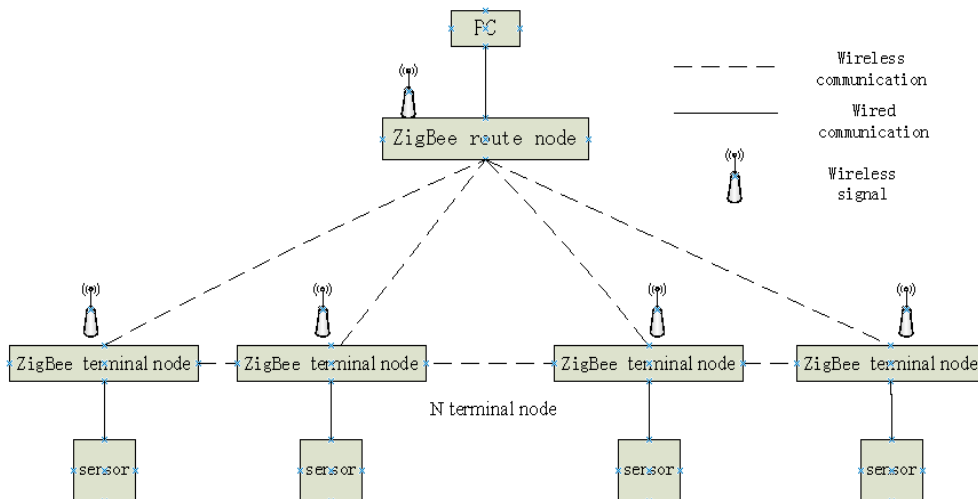 PC
Wireless
communication
Wired
communication
ZigBee route node
Wireless
signal
ZigBee terminal node
ZigBee terminal node
ZigBee terminal node
ZigBee terminal node
N terminal node
sensor
sensor
sensor
sensor